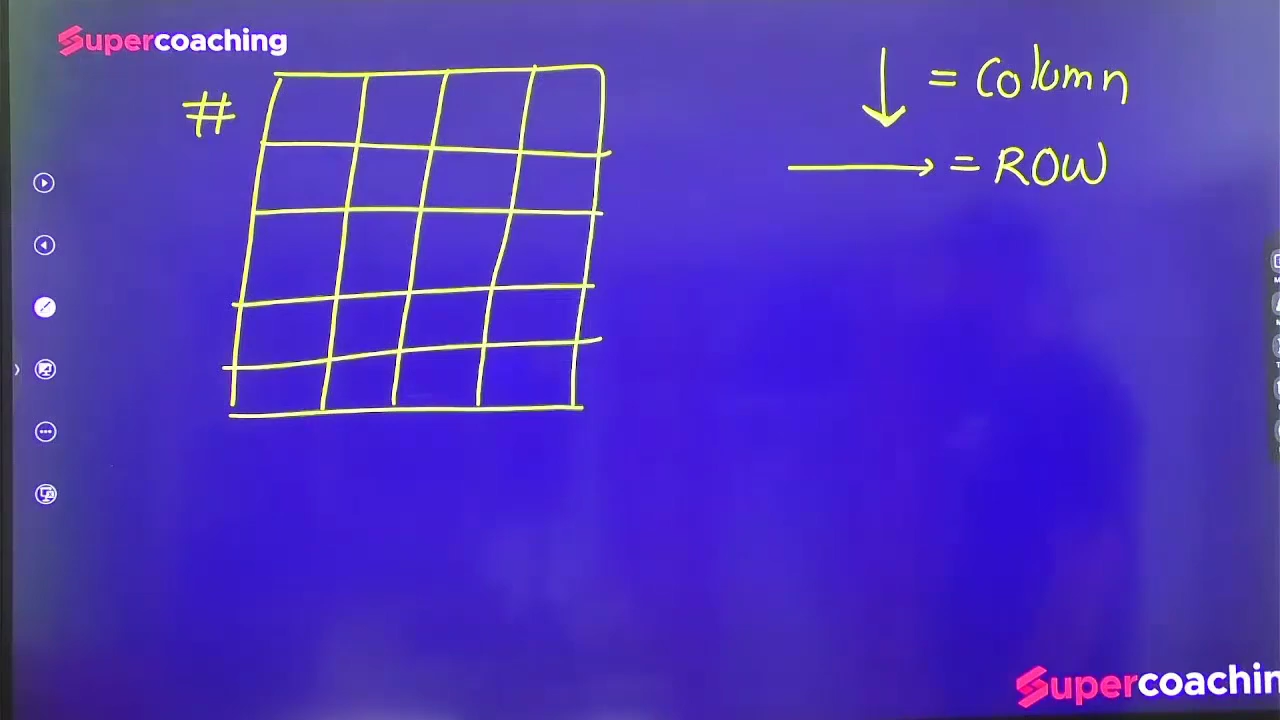 Supercoaching
#
↓ = Column
→ = ROW
Supercoachin